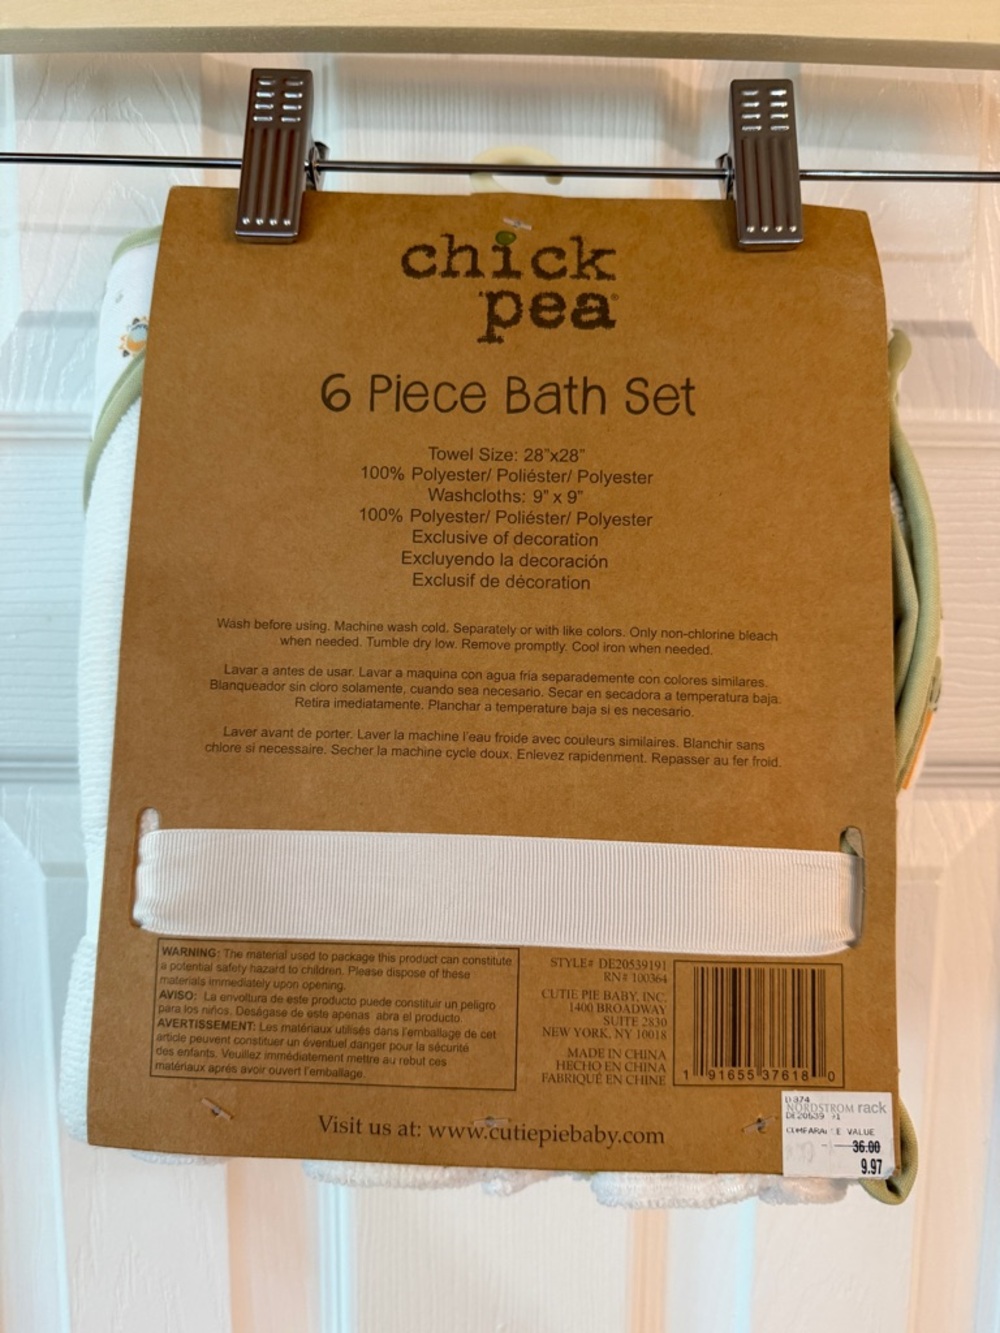 chick
pea
6 Piece Bath Set
Towel Size: 28"x28"
100% Polyester/ Poliéster/ Polyester
Washcloths: 9" x 9"
100% Polyester/ Poliéster/ Polyester
Exclusive of decoration
Excluyendo la decoración
Exclusif de décoration
Wash before using. Machine wash cold. Separately or with like colors. Only non-chlorine bleach
when needed. Tumble dry low. Remove promptly. Cool iron when needed.
Lavar a antes de usar. Lavar a maquina con agua fría separademente con colores similares.
Blanqueador sin cloro solamente, cuando sea necesario. Secar en secadora a temperatura baja.
Retira imediatamente. Planchar a temperature baja si es necesario.
Laver avant de porter. Laver la machine l'eau froide avec couleurs similaires. Blanchir sans
chlore si necessaire. Secher la machine cycle doux. Enlevez rapidenment. Repasser au fer froid.
WARNING: The material used to package this product can constitute
a potential safety hazard to children. Please dispose of these
materials immediately upon opening.
AVISO: La envoltura de este producto puede constituir un peligro
para los niños. Deságase de este apenas abra el producto.
AVERTISSEMENT: Les matériaux utilisés dans l'emballage de cet
article peuvent constituer un éventuel danger pour la sécurité
des enfants. Veuillez immédiatement mettre au rebut ces
matériaux aprés avoir ouvert l'emballage.
STYLE# DE20539191
RN# 100364
CUTIE PIE BABY, INC.
1400 BROADWAY
SUITE 2830
NEW YORK, NY 10018
MADE IN CHINA
HECHO EN CHINA
FABRIQUÉ EN CHINE
1 91655 37618 0
Visit us at: www.cutiepiebaby.com
D 374
NORDSTROM rack
VALUE
36.00
9.97